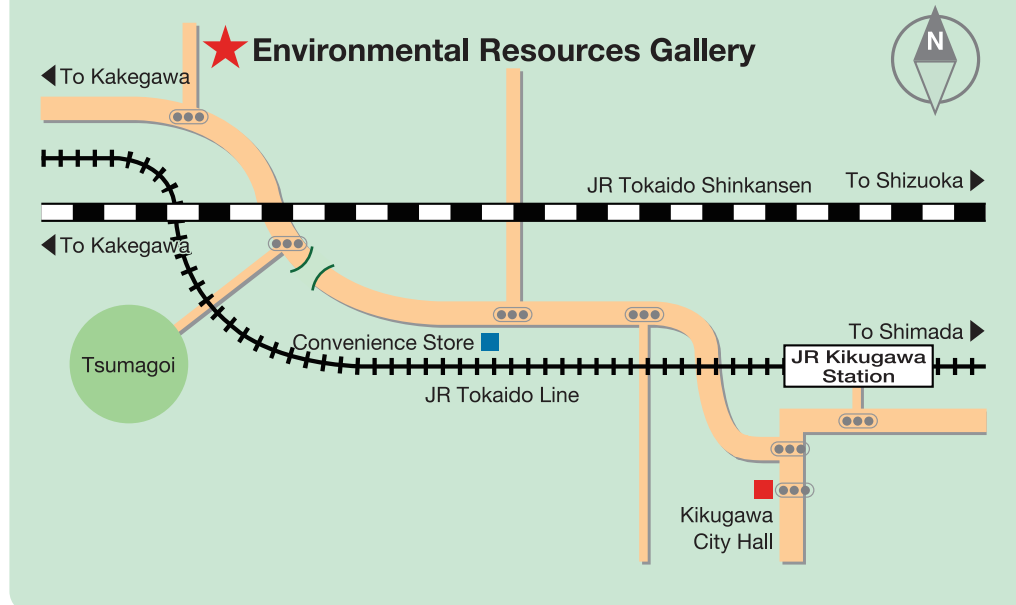 Environmental Resources Gallery
N
To Kakegawa
JR Tokaido Shinkansen
To Shizuoka
To Kakegawa
To Shimada
Convenience Store
JR Kikugawa
Station
Tsumagoi
JR Tokaido Line
Kikugawa
City Hall